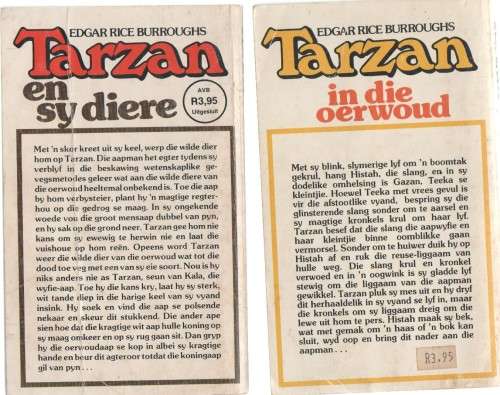 EDGAR RICE BURROUGHS
Tarzan
en
sy diere
AVB
R3,95
Uitgesluit
Met 'n skor kreet uit sy keel, werp die wilde dier
hom op Tarzan. Die aapman het egter tydens sy
verblyf in die beskawing wetenskaplike ge-
vegsmetodes geleer wat aan die wilde diere van
die oerwoud heeltemal onbekend is. Toe die aap
by hom verbysteier, plant hy 'n magtige regter-
hou op die gedrog se maag. In sy ongekende
woede vou die groot mensaap dubbel van pyn,
en hy sak op die grond neer. Tarzan gee hom nie
kans om sy ewewig te herwin nie en laat die
vuishoue op hom reën. Opeens word Tarzan
weer die wilde dier van die oerwoud wat tot die
dood toe veg met een van sy eie soort. Nou is hy
niks anders nie as Tarzan, seun van Kala, die
wyfie-aap. Toe hy die kans kry, laat hy sy sterk,
wit tande diep in die harige keel van sy vyand
insink. Hy soek en vind die aap se polsende
nekaar en skeur dit stukkend. Die ander ape
sien hoe dat die kragtige wit aap hulle koning op
sy maag omkeer en op sy rug gaan sit. Dan gryp
hy die oerwoudaap se kop in albei sy kragtige
hande en beur dit agteroor totdat die koningaap
gil van pyn . . .
EDGAR RICE BURROUGHS
Tarzan
in die
oerwoud
Met sy blink, slymerige lyf om 'n boomtak
gekrul, hang Histah, die slang, en in sy
dodelike omhelsing is Gazan, Teeka se
kleintjie. Hoewel Teeka met vrees gevul is
vir die afstootlike vyand, bespring sy die
glinsterende slang sonder om te aarsel en
sy magtige kronkels krul om haar lyf.
Tarzan besef dat die slang die aapwyfie en
haar kleintjie binne oomblikke gaan
vermorsel. Sonder om te huiwer duik hy op
Histah af en ruk die reuse-liggaam van
hulle weg. Die slang krul en kronkel
verwoed en in 'n oogwink is sy gladde lyf
stewig om die liggaam van die aapman
gewikkel. Tarzan pluk sy mes uit en hy dryf
dit herhaaldelik in sy vyand se lyf in, maar
die kronkels om sy liggaam dreig om die
lewe uit hom te pers. Histah maak sy bek,
wat met gemak om 'n haas of 'n bok kan
sluit, wyd oop en bring dit nader aan die
aapman . . .
R3.95